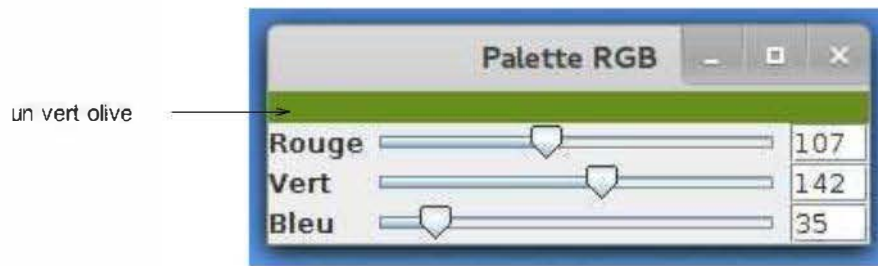 Palette RGB
un vert olive
Rouge 107
Vert 142
Bleu 35